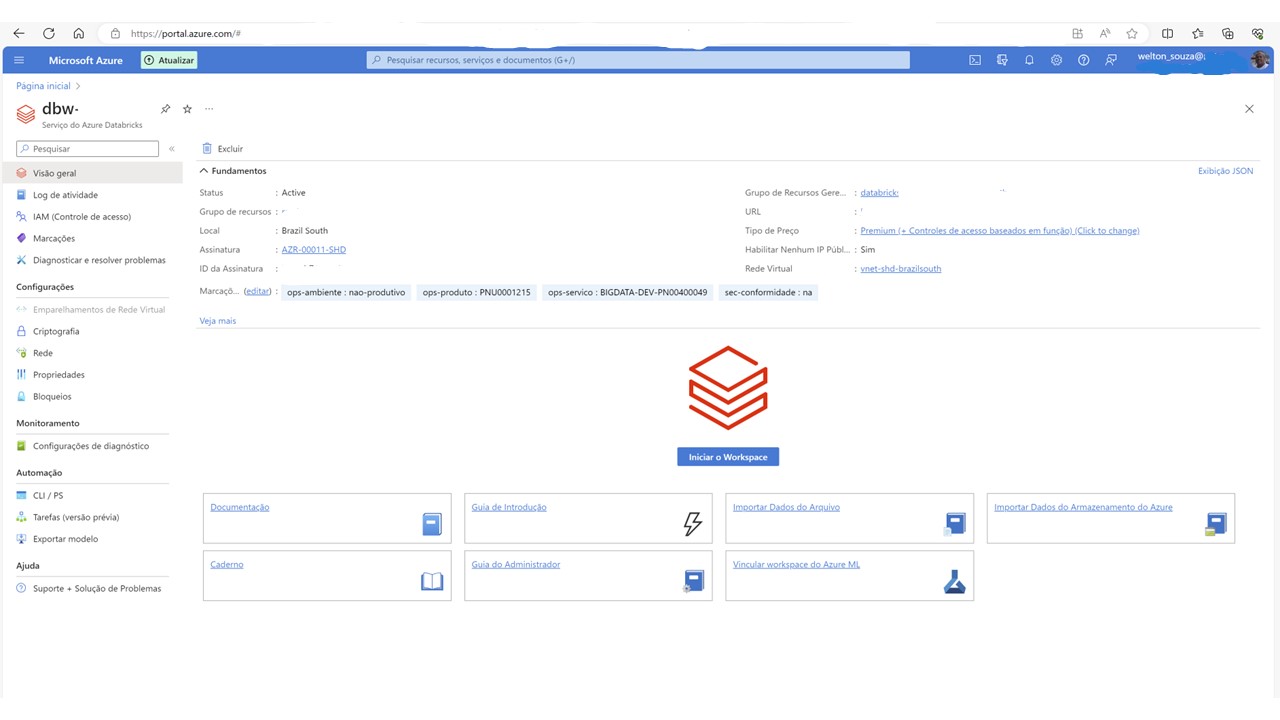 https://portal.azure.com/#
Microsoft Azure
Atualizar
Pesquisar recursos, serviços e documentos (G+/)
welton_souza@
Página inicial >
dbw-
Serviço do Azure Databricks
Pesquisar
Excluir
Visão geral
Log de atividade
IAM (Controle de acesso)
Marcações
Diagnosticar e resolver problemas
Configurações
Emparelhamentos de Rede Virtual
Criptografia
Rede
Propriedades
Bloqueios
Monitoramento
Configurações de diagnóstico
Automação
CLI / PS
Tarefas (versão prévia)
Exportar modelo
Ajuda
Suporte + Solução de Problemas
Fundamentos
Exibição JSON
Status : Active
Grupo de recursos :
Local : Brazil South
Assinatura : AZR-00011-SHD
ID da Assinatura :
Grupo de Recursos Gere... : databrick
URL :
Tipo de Preço : Premium (+ Controles de acesso baseados em função) (Click to change)
Habilitar Nenhum IP Públ... : Sim
Rede Virtual : vnet-shd-brazilsouth
Marcaçõ... (editar) : ops-ambiente : nao-produtivo ops-produto : PNU0001215 ops-servico : BIGDATA-DEV-PN00400049 sec-conformidade : na
Veja mais
Iniciar o Workspace
Documentação
Guia de Introdução
Importar Dados do Arquivo
Importar Dados do Armazenamento do Azure
Caderno
Guia do Administrador
Vincular workspace do Azure ML